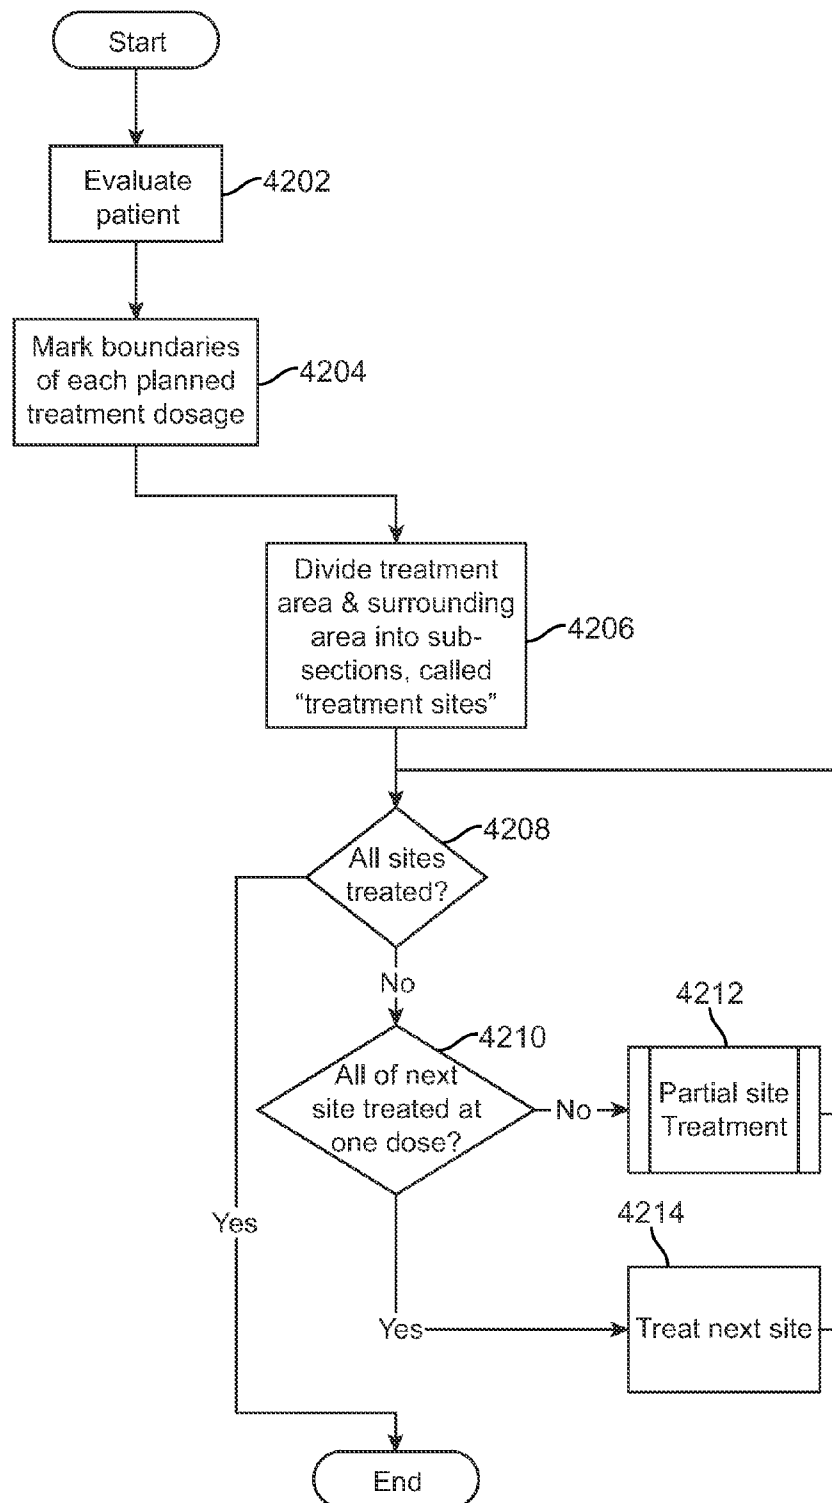 Start
Evaluate
patient
4202
Mark boundaries
of each planned
treatment dosage
4204
Divide treatment
area & surrounding
area into sub-
sections, called
“treatment sites”
4206
All sites
treated?
4208
No
Yes
All of next
site treated at
one dose?
4210
No
Partial site
Treatment
4212
Yes
Treat next site
4214
End